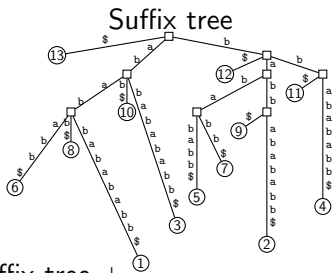 Suffix tree
$ b
a
13 $ a b
12 b $ b
a b b b a
a $ b 11 b
10 a a b a
b a b b $ b b
b $ a b b a
b 8 b b $ 9 b b
a b a 7 a b
$ b b $ b $
6 a b 5 b 4
b $ b
a 3 $
b 2
b
$
1
ffix tree